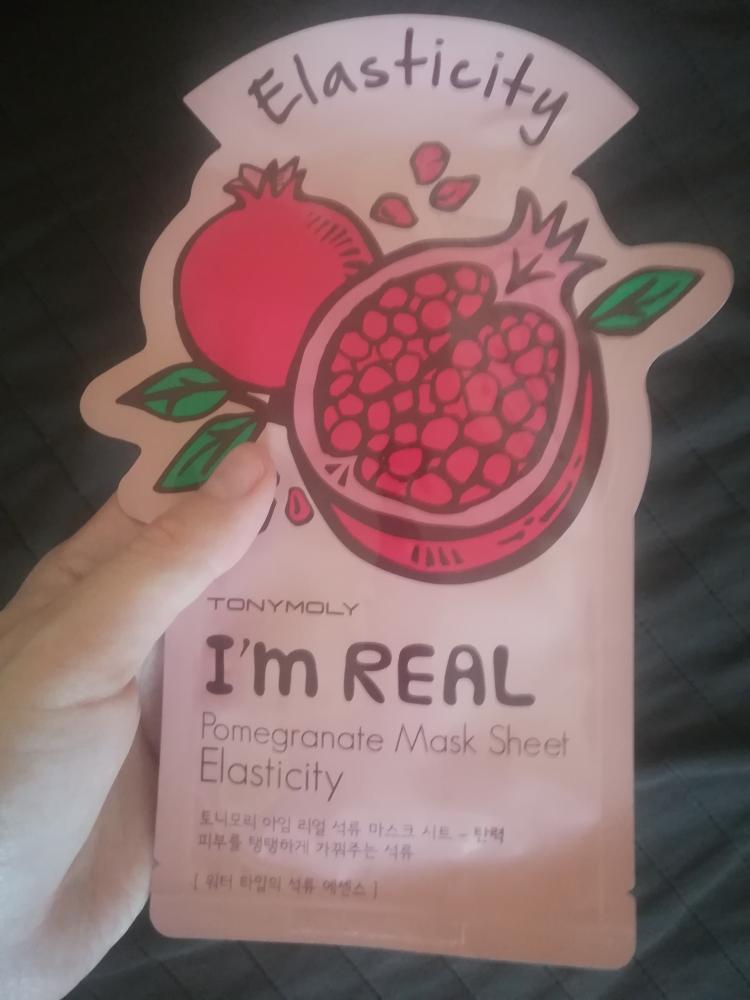 Elasticity
TONYMOLY
I'm REAL
Pomegranate Mask Sheet
Elasticity
토니모리 아임 리얼 석류 마스크 시트 - 탄력
피부를 탱탱하게 가꿔주는 석류
[ 워터 타입의 석류 에센스 ]